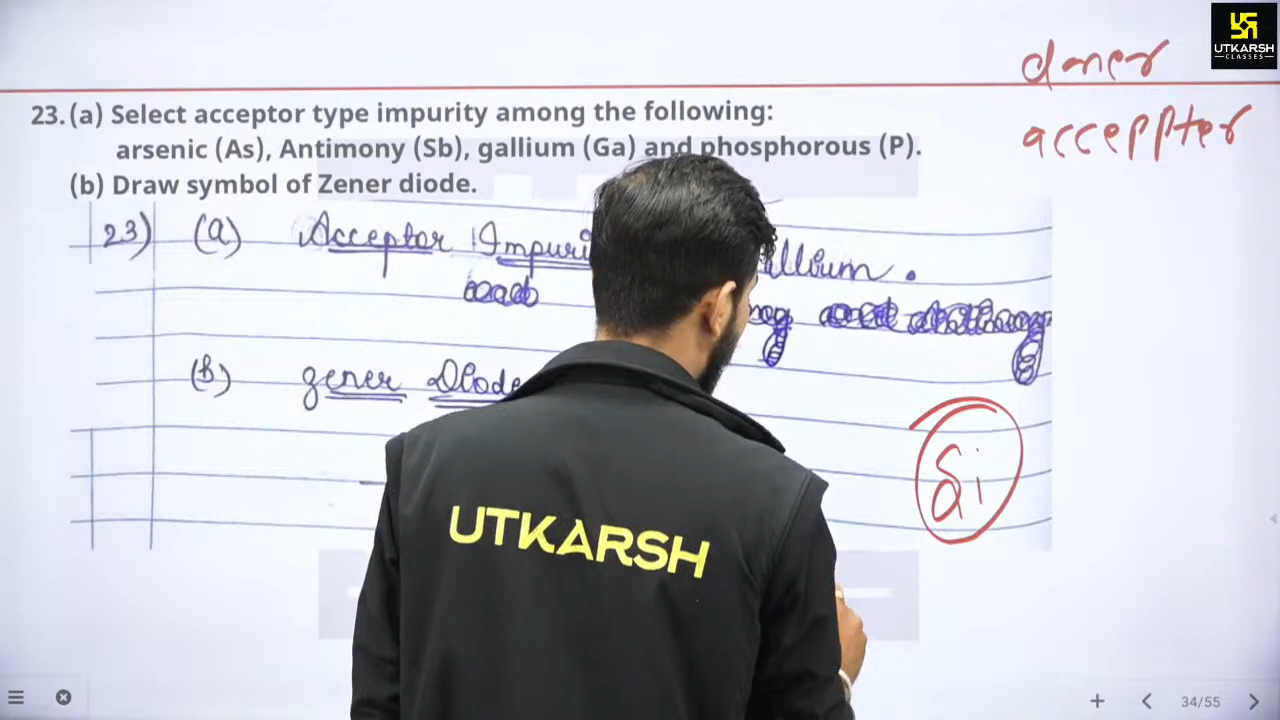 UTKARSH
CLASSES
doner
acceppter
23. (a) Select acceptor type impurity among the following:
arsenic (As), Antimony (Sb), gallium (Ga) and phosphorous (P).
(b) Draw symbol of Zener diode.
23) (a) Acceptor Impuri allium.
(b) zener Diode
Si
UTKARSH
34/55